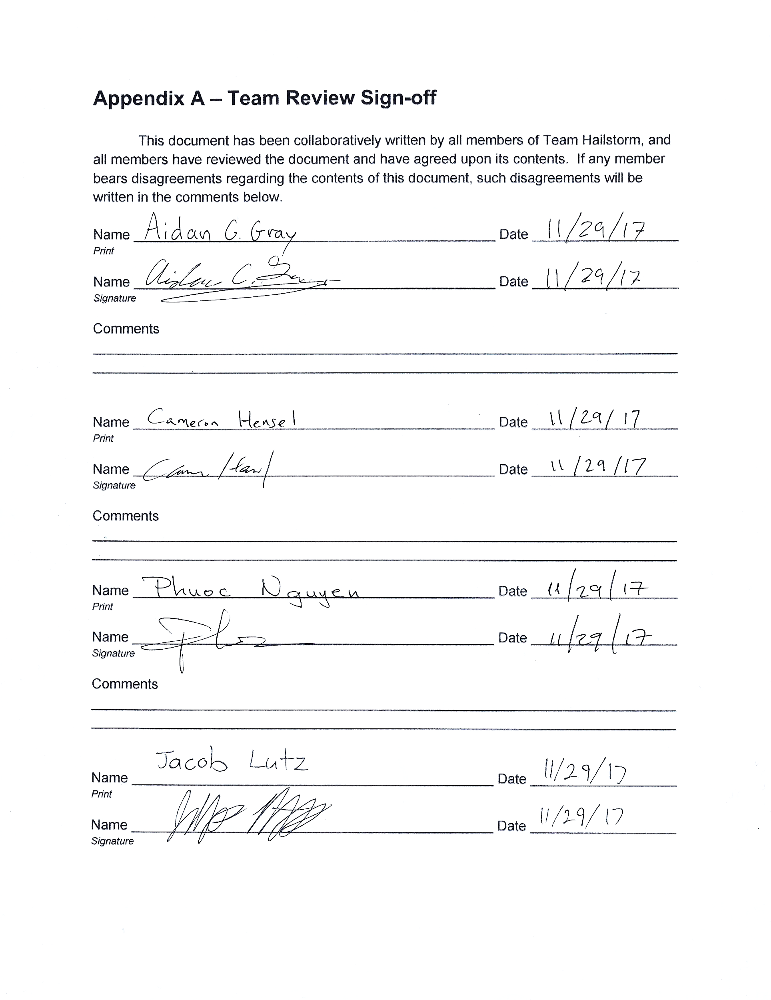 Appendix A – Team Review Sign-off
This document has been collaboratively written by all members of Team Hailstorm, and
all members have reviewed the document and have agreed upon its contents.  If any member
bears disagreements regarding the contents of this document, such disagreements will be
written in the comments below.
Name Aidan C. Gray Date 11/29/17
Print
Name Aidan C. Date 11/29/17
Signature
Comments
Name Cameron Hensel Date 11/29/17
Print
Name Date 11/29/17
Signature
Comments
Name Phuoc Nguyen Date 11/29/17
Print
Name Date 11/29/17
Signature
Comments
Name Jacob Lutz Date 11/29/17
Print
Name Date 11/29/17
Signature